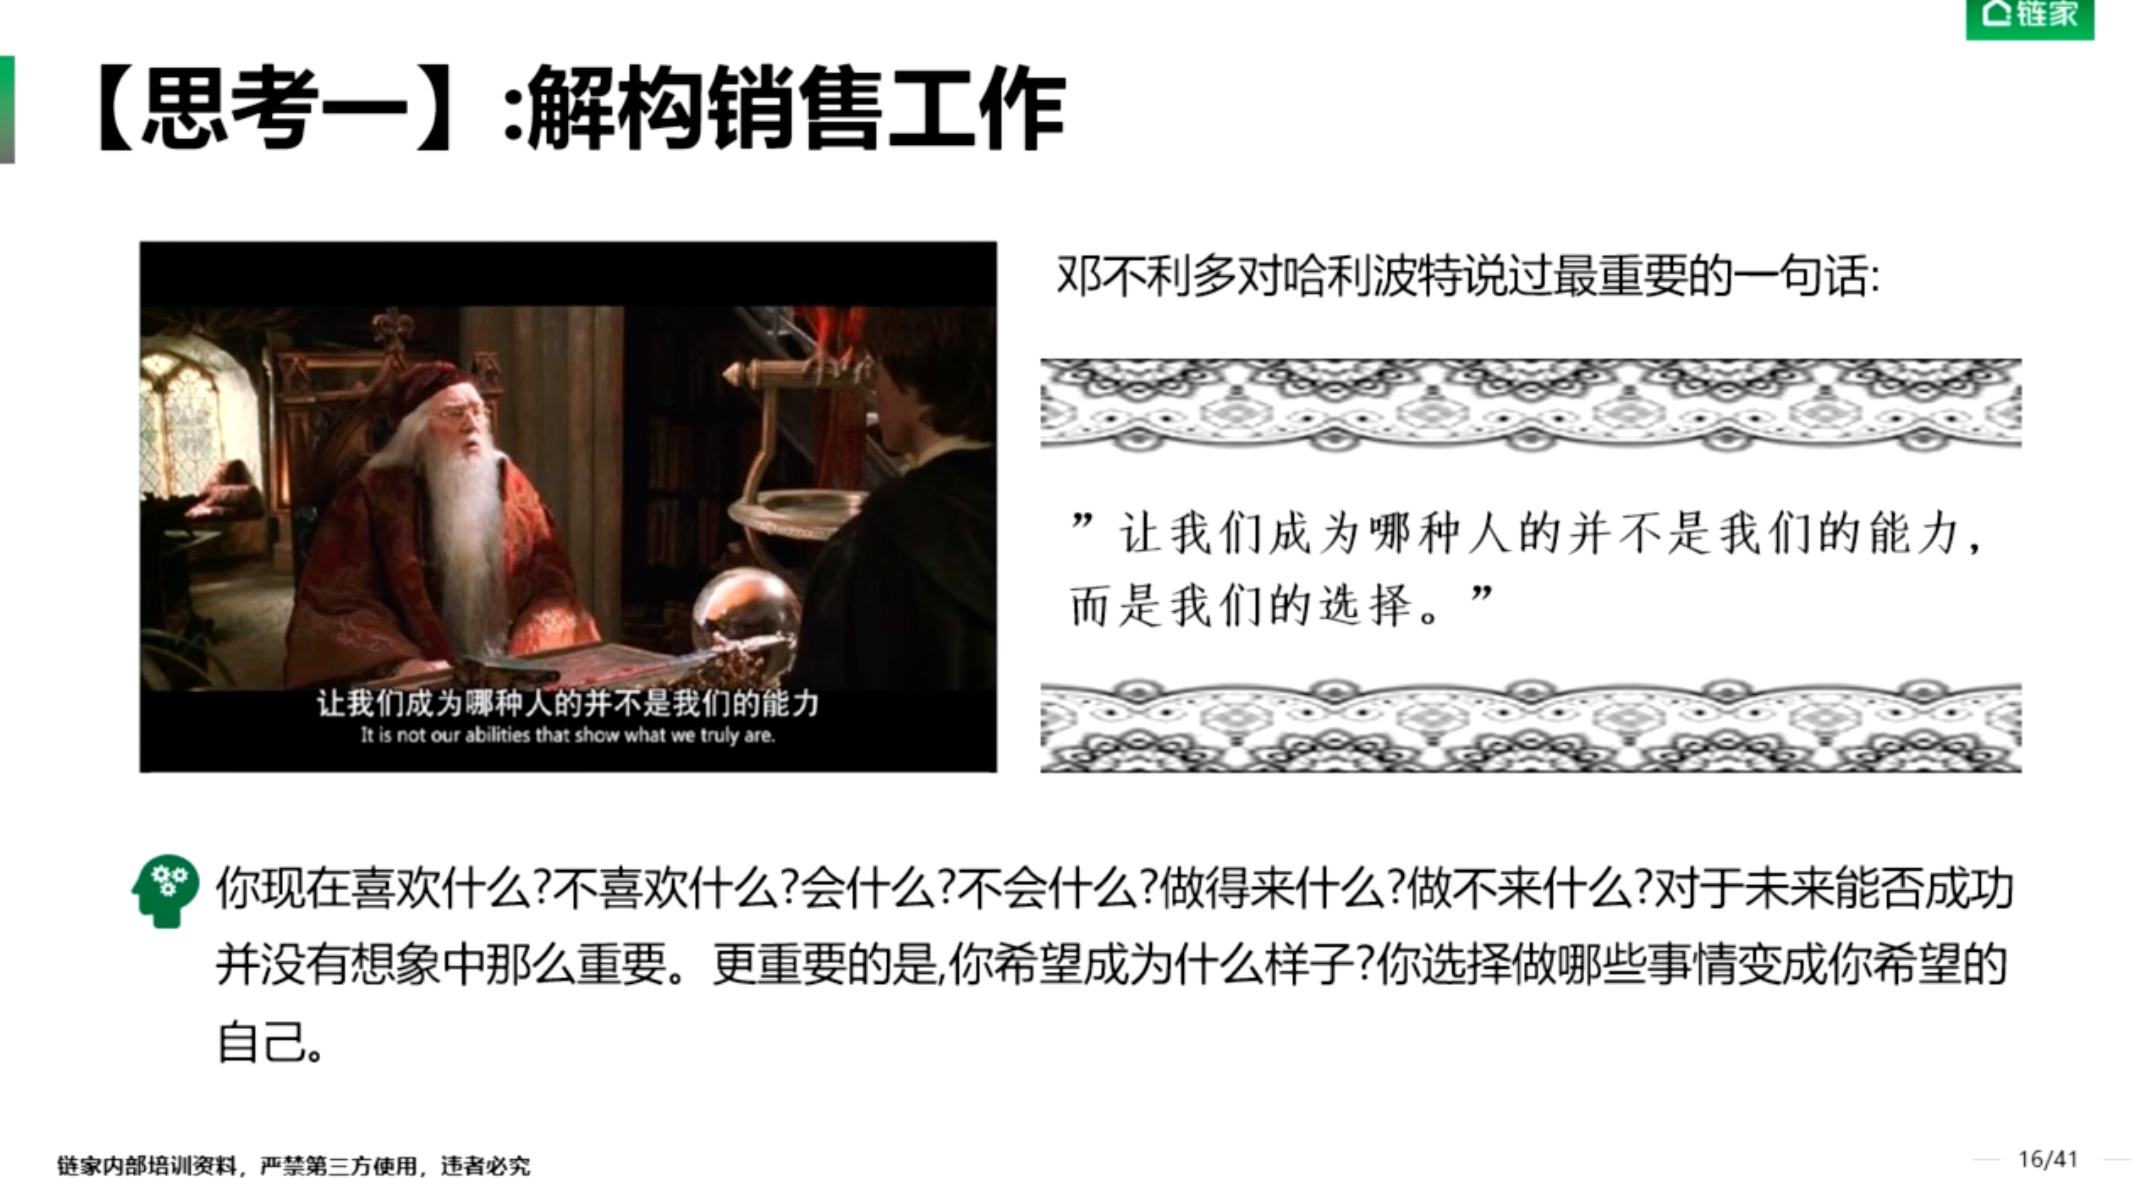 链家
【思考一】:解构销售工作
邓不利多对哈利波特说过最重要的一句话:
”让我们成为哪种人的并不是我们的能力，
而是我们的选择。”
让我们成为哪种人的并不是我们的能力
It is not our abilities that show what we truly are.
你现在喜欢什么?不喜欢什么?会什么?不会什么?做得来什么?做不来什么?对于未来能否成功
并没有想象中那么重要。更重要的是,你希望成为什么样子?你选择做哪些事情变成你希望的
自己。
链家内部培训资料，严禁第三方使用，违者必究
16/41